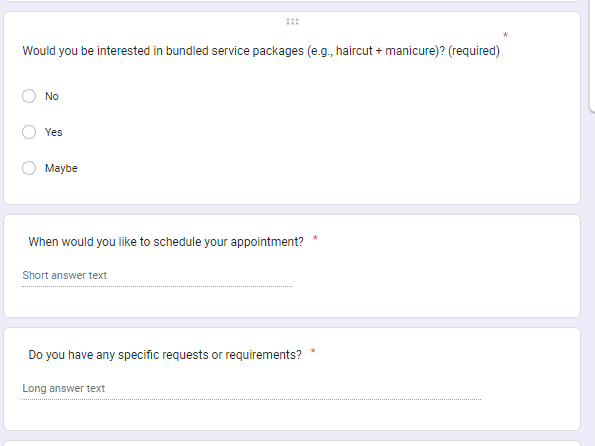 Would you be interested in bundled service packages (e.g., haircut + manicure)? (required) *
No
Yes
Maybe
When would you like to schedule your appointment? *
Short answer text
Do you have any specific requests or requirements? *
Long answer text